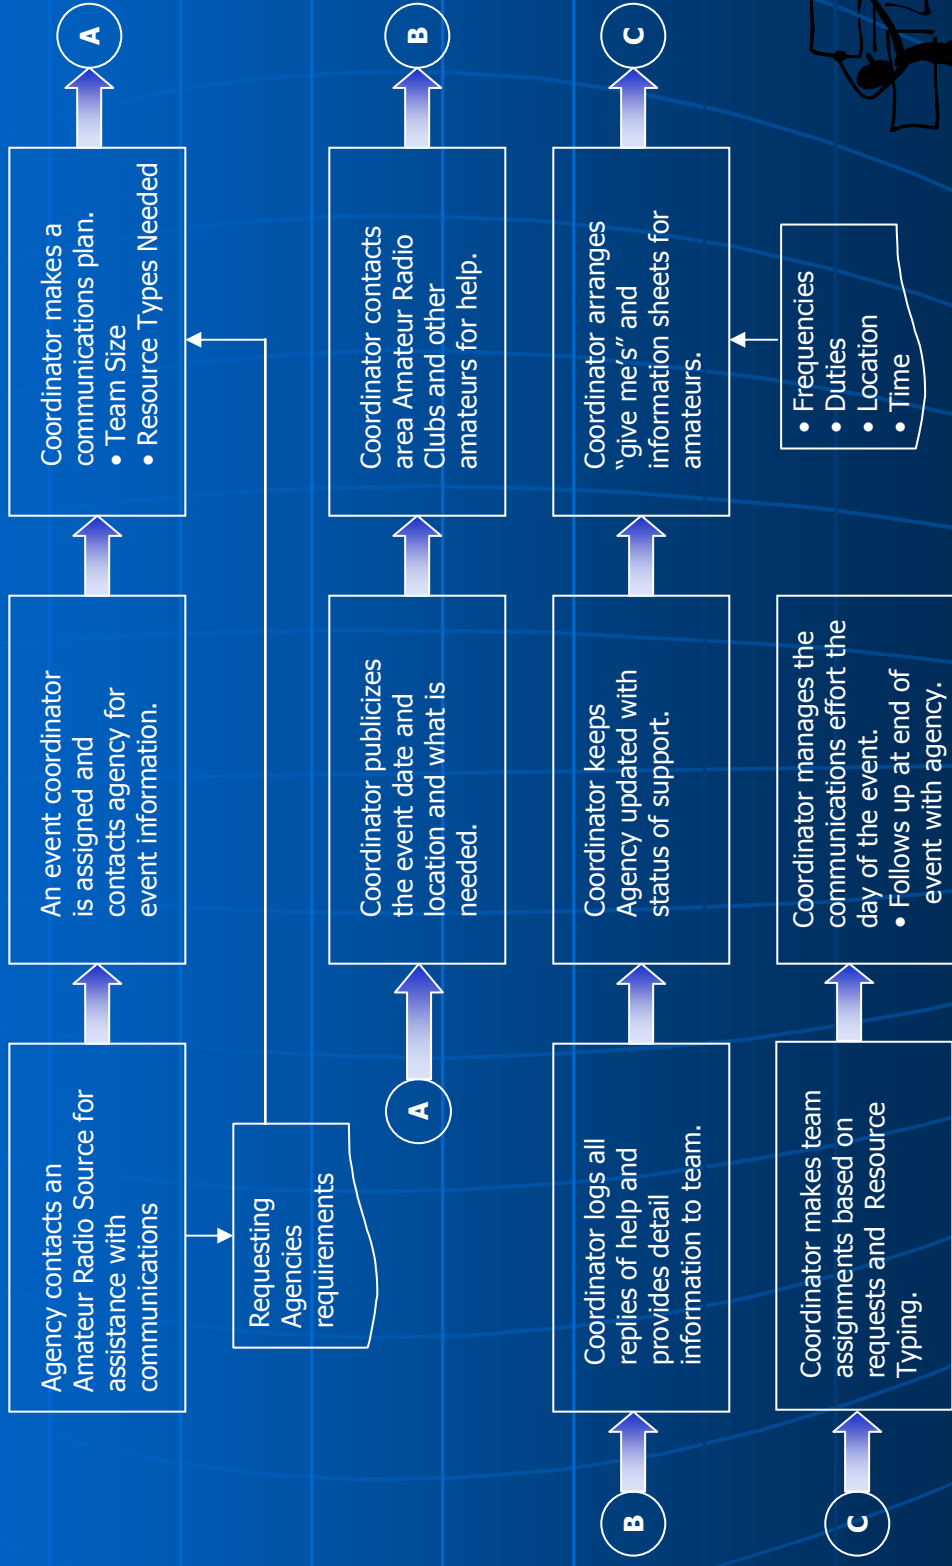 Agency contacts an
Amateur Radio Source for
assistance with
communications
An event coordinator
is assigned and
contacts agency for
event information.
Coordinator makes a
communications plan.
• Team Size
• Resource Types Needed
A
Requesting
Agencies
requirements
A
Coordinator publicizes
the event date and
location and what is
needed.
Coordinator contacts
area Amateur Radio
Clubs and other
amateurs for help.
B
B
Coordinator logs all
replies of help and
provides detail
information to team.
Coordinator keeps
Agency updated with
status of support.
Coordinator arranges
“give me’s” and
information sheets for
amateurs.
C
C
Coordinator makes team
assignments based on
requests and Resource
Typing.
Coordinator manages the
communications effort the
day of the event.
• Follows up at end of
event with agency.
• Frequencies
• Duties
• Location
• Time